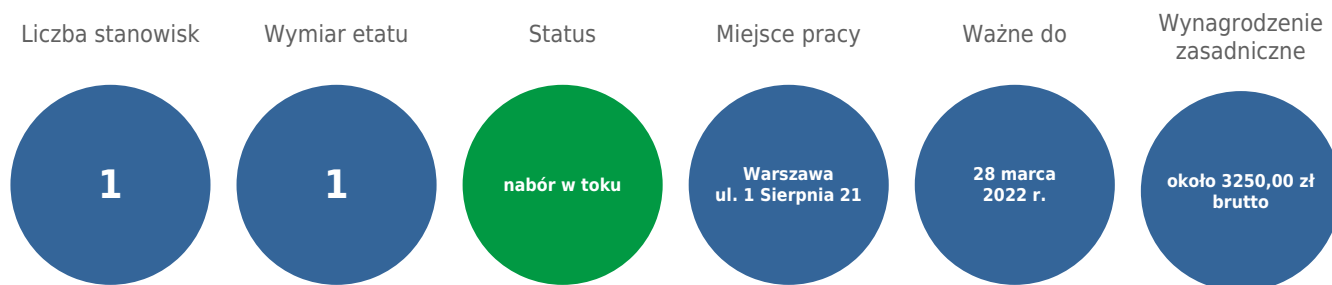 Liczba stanowisk
Wymiar etatu
Status
Miejsce pracy
Ważne do
Wynagrodzenie
zasadnicze
1
1
nabór w toku
Warszawa
ul. 1 Sierpnia 21
28 marca
2022 r.
około 3250,00 zł
brutto